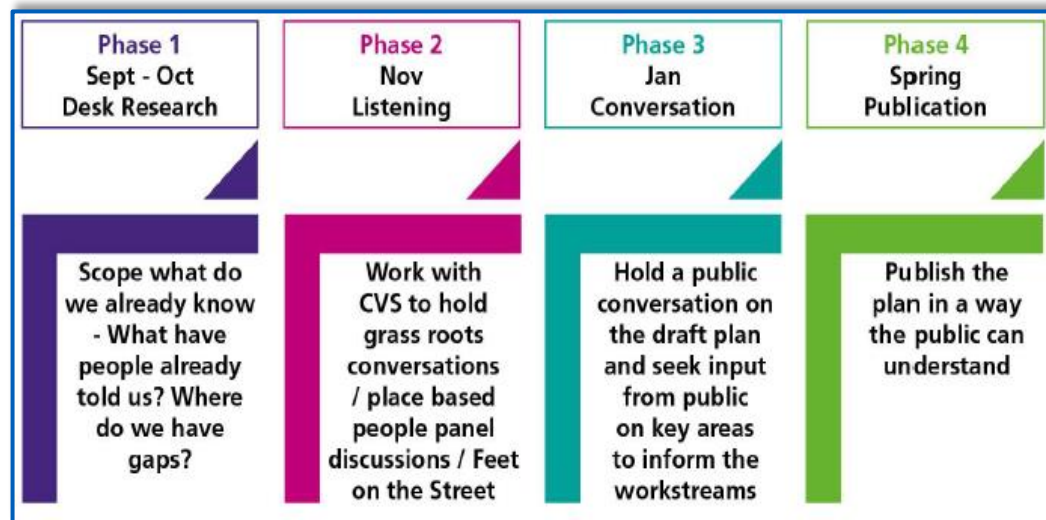 Phase 1
Sept - Oct
Desk Research
Scope what do
we already know
- What have
people already
told us? Where
do we have
gaps?
Phase 2
Nov
Listening
Work with
CVS to hold
grass roots
conversations
/ place based
people panel
discussions / Feet
on the Street
Phase 3
Jan
Conversation
Hold a public
conversation on
the draft plan
and seek input
from public
on key areas
to inform the
workstreams
Phase 4
Spring
Publication
Publish the
plan in a way
the public can
understand